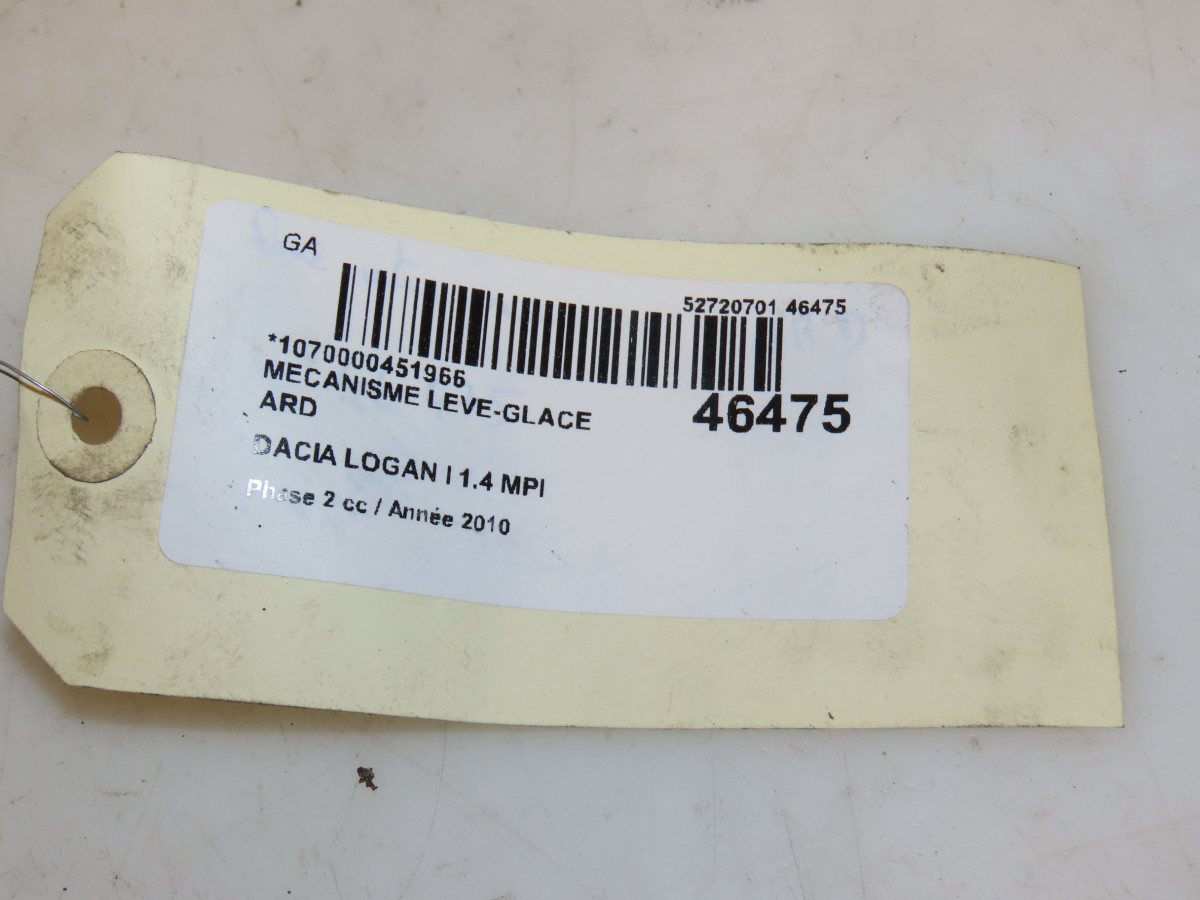 GA
52720701 46475
*1070000451966
MECANISME LEVE-GLACE
ARD
46475
DACIA LOGAN I 1.4 MPI
Phase 2 cc / Année 2010